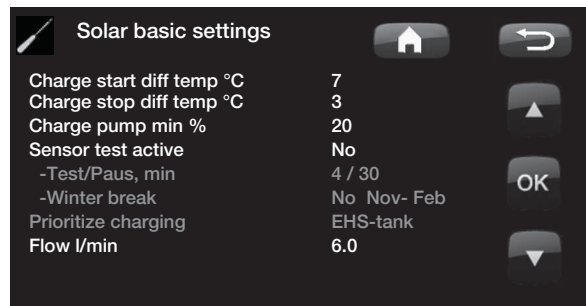 Solar basic settings
Charge start diff temp °C 7
Charge stop diff temp °C 3
Charge pump min % 20
Sensor test active No
-Test/Paus, min 4 / 30
-Winter break No Nov- Feb
Prioritize charging EHS-tank
Flow l/min 6.0
OK